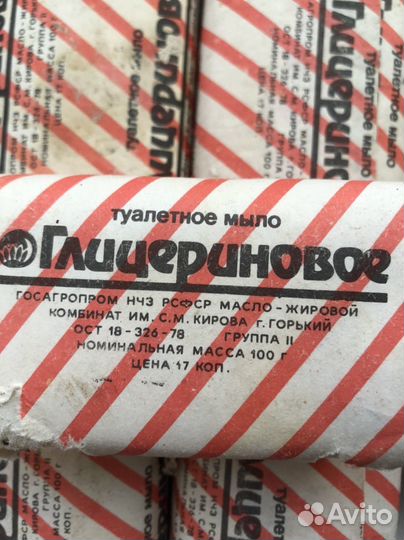 туалетное мыло
Глицериновое
ГОСАГРОПРОМ НЧЗ РСФСР МАСЛО-ЖИРОВОЙ
КОМБИНАТ ИМ. С.М. КИРОВА г. ГОРЬКИЙ
ОСТ 18-326-78 ГРУППА II
НОМИНАЛЬНАЯ МАССА 100 г
ЦЕНА 17 КОП.
Avito